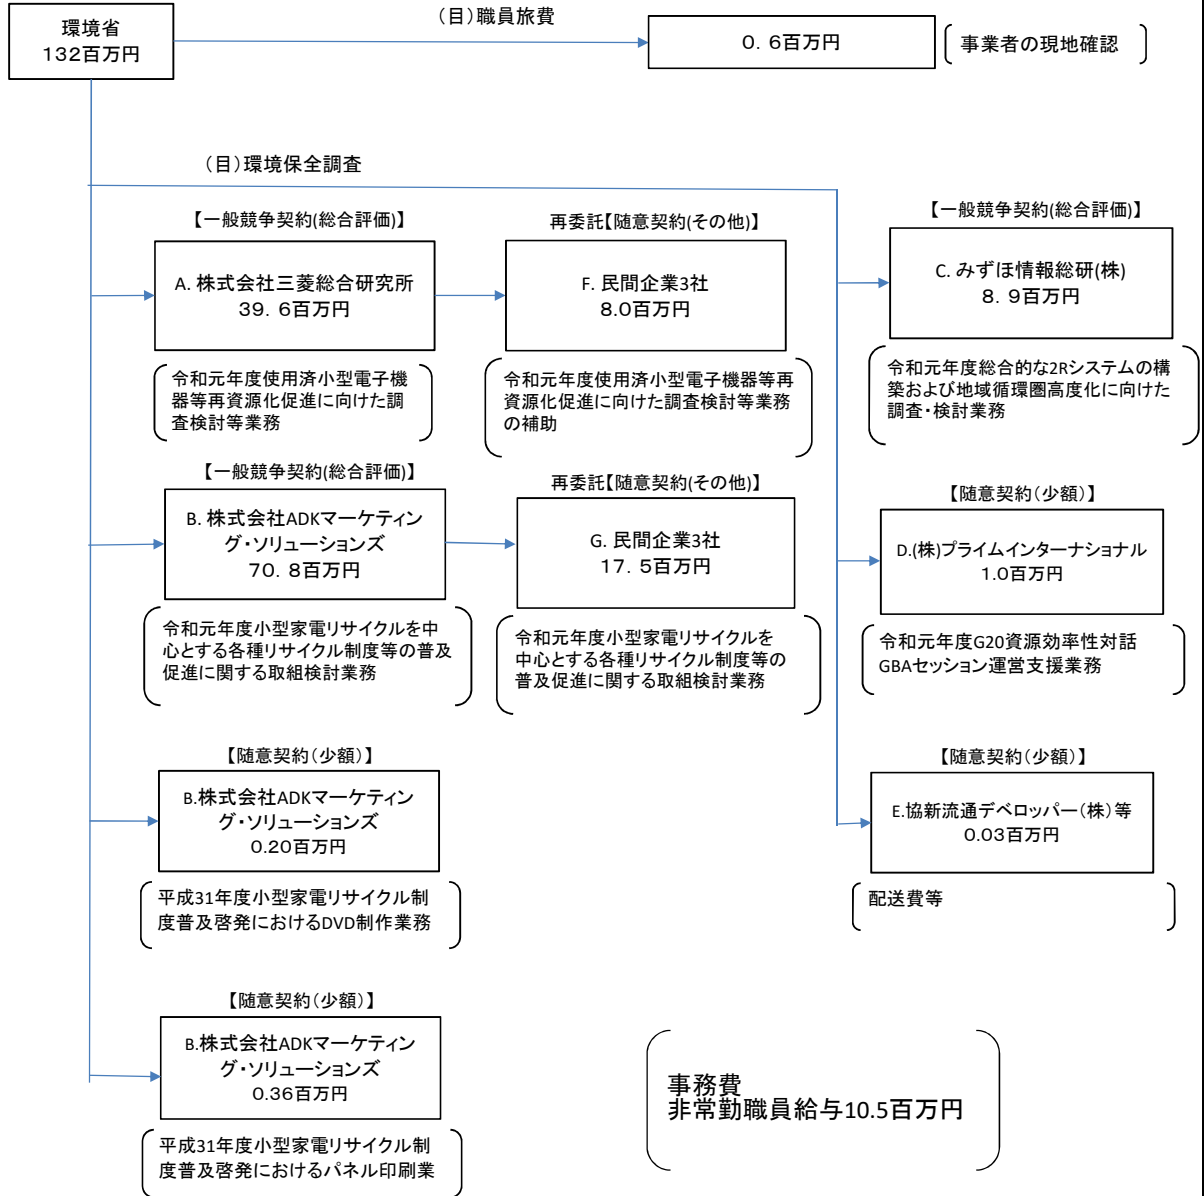 環境省
132百万円
（目）職員旅費
０．６百万円
事業者の現地確認
（目）環境保全調査
【一般競争契約(総合評価)】
A. 株式会社三菱総合研究所
39．6百万円
令和元年度使用済小型電子機
器等再資源化促進に向けた調
査検討等業務
再委託【随意契約(その他)】
F. 民間企業3社
8.0百万円
令和元年度使用済小型電子機器等再
資源化促進に向けた調査検討等業務
の補助
【一般競争契約(総合評価)】
C. みずほ情報総研(株)
８．９百万円
令和元年度総合的な2Rシステムの構
築および地域循環圏高度化に向けた
調査・検討業務
【一般競争契約(総合評価)】
B. 株式会社ADKマーケティン
グ・ソリューションズ
70．８百万円
令和元年度小型家電リサイクルを中
心とする各種リサイクル制度等の普及
促進に関する取組検討業務
再委託【随意契約(その他)】
G. 民間企業3社
17．５百万円
令和元年度小型家電リサイクルを
中心とする各種リサイクル制度等の
普及促進に関する取組検討業務
【随意契約（少額）】
D.(株)プライムインターナショナル
1.0百万円
令和元年度G20資源効率性対話
GBAセッション運営支援業務
【随意契約（少額）】
B.株式会社ADKマーケティン
グ・ソリューションズ
0.20百万円
平成31年度小型家電リサイクル制
度普及啓発におけるDVD制作業務
【随意契約（少額）】
E.協新流通デベロッパー（株）等
0.03百万円
配送費等
【随意契約（少額）】
B.株式会社ADKマーケティン
グ・ソリューションズ
0.36百万円
平成31年度小型家電リサイクル制
度普及啓発におけるパネル印刷業
事務費
非常勤職員給与10.5百万円